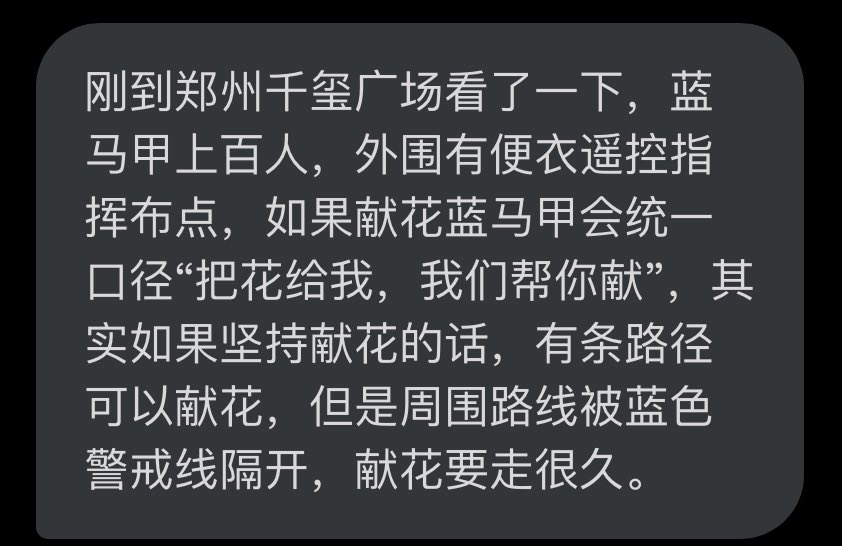 刚到郑州千玺广场看了一下，蓝
马甲上百人，外围有便衣遥控指
挥布点，如果献花蓝马甲会统一
口径“把花给我，我们帮你献”，其
实如果坚持献花的话，有条路径
可以献花，但是周围路线被蓝色
警戒线隔开，献花要走很久。